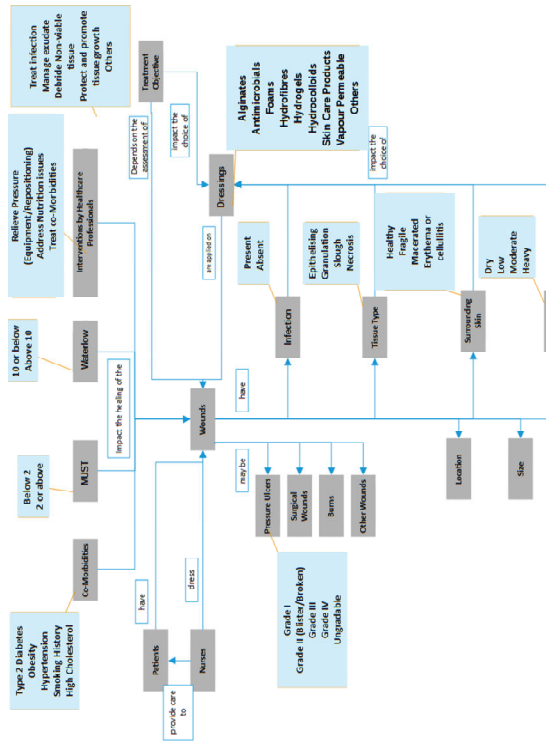 Type 2 Diabetes
Obesity
Hypertension
Smoking History
High Cholesterol
Co-Morbidities
Below 2
2 or above
MUST
10 or below
Above 10
Waterlow
Relieve Pressure
(Equipment/Repositioning)
Address Nutrition issues
Treat co-Morbidities
Interventions by Healthcare
Professionals
Treat infection
Manage exudate
Debride Non-viable
tissue
Protect and promote
tissue growth
Others
Treatment
Objective
Impact the healing of the
Depends on the
assessment of
impact the
choice of
Patients
have
Nurses
provide care
to
dress
Wounds
are applied on
Dressings
Alginates
Antimicrobials
Foams
Hydrofibres
Hydrogels
Hydrocolloids
Skin Care Products
Vapour Permeable
Others
may be
have
impact the
choice of
Pressure Ulcers
Surgical
Wounds
Burns
Other Wounds
Grade I
Grade II (Blister/Broken)
Grade III
Grade IV
Ungradable
Infection
Present
Absent
Tissue Type
Epithelising
Granulation
Slough
Necrosis
Surrounding
Skin
Healthy
Fragile
Macerated
Erythema or
cellulitis
Dry
Low
Moderate
Heavy
Location
Size